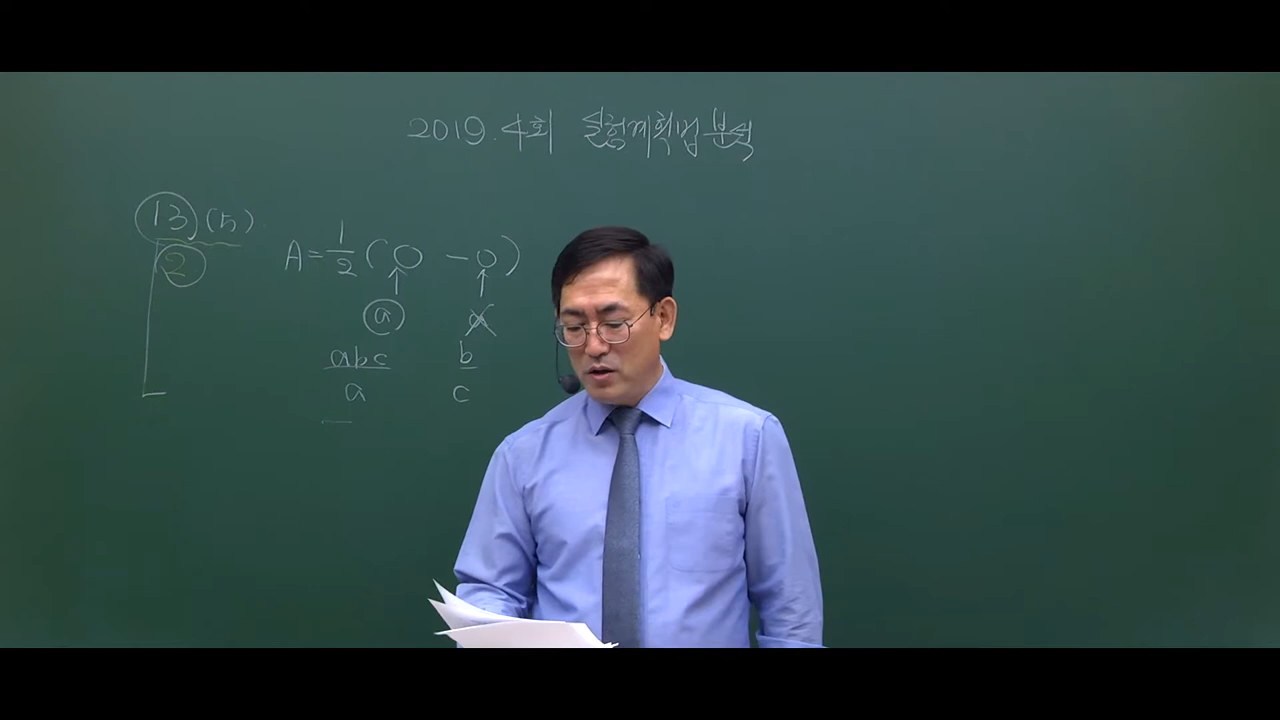 2019. 4회 실험계획법 분석
13 (5)
2
A = 1/2 ( O - O )
↑ ↑
a a
abc b
a c